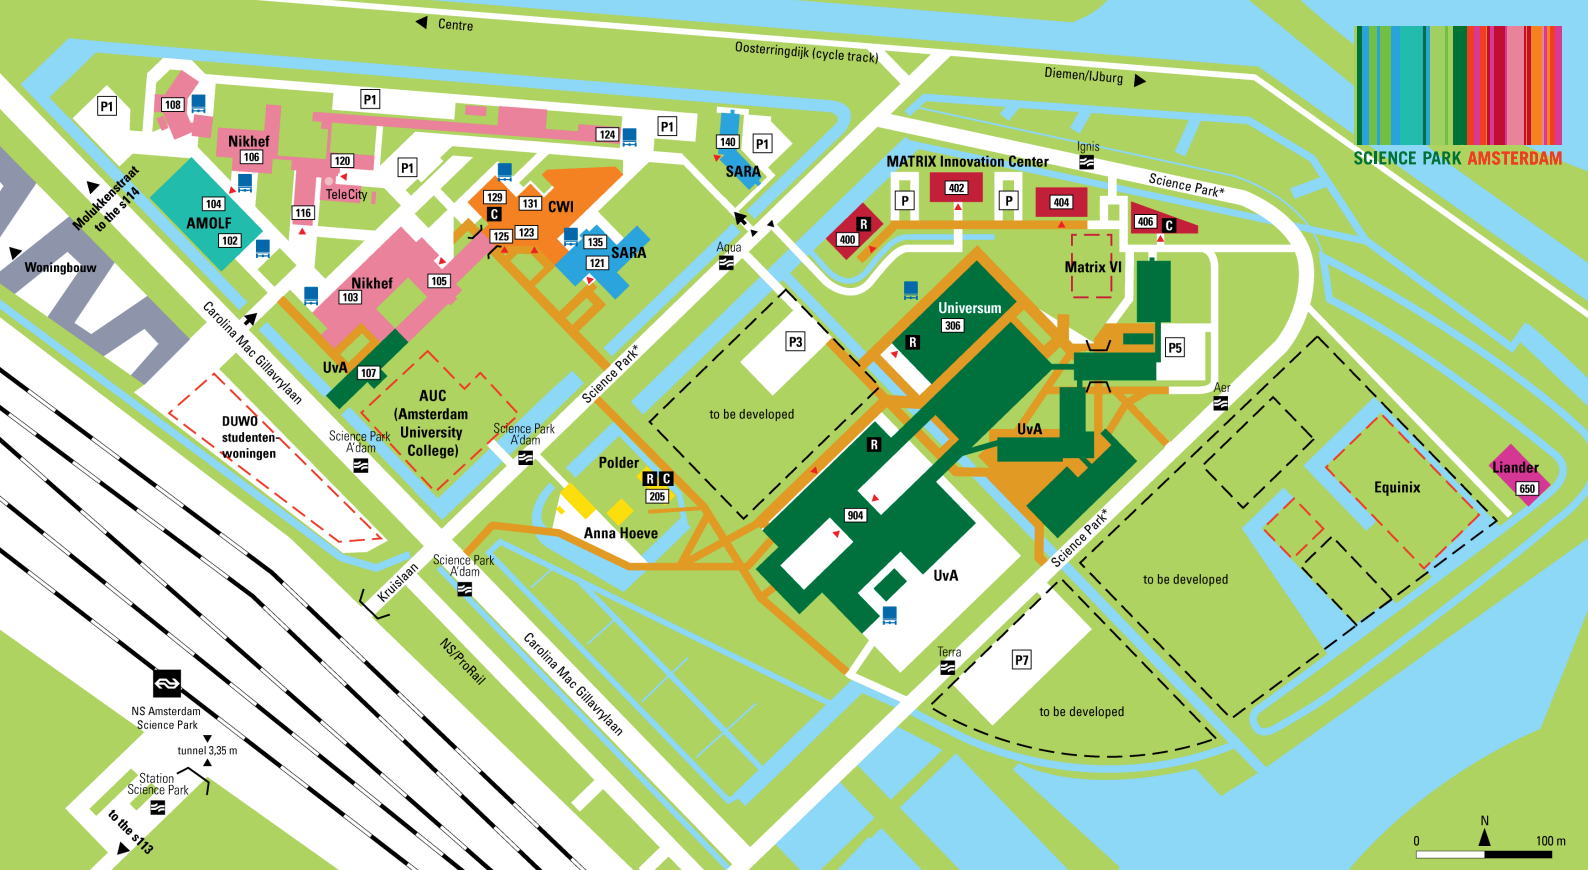 Centre
Oosterringdijk (cycle track)
Diemen/IJburg
SCIENCE PARK AMSTERDAM
P1
108
P1
Nikhef
106
120
TeleCity
P1
124
P1
140
P1
SARA
116
104
AMOLF
102
Molukkenstraat
to the s114
Woningbouw
129
131
CWI
C
125
123
135
121
SARA
Nikhef
103
105
UvA
107
Aqua
MATRIX Innovation Center
Ignis
Science Park*
P
402
P
404
406
C
R
400
Matrix VI
Universum
306
R
P5
P3
Aer
Carolina Mac Gillavrylaan
AUC
(Amsterdam
University
College)
DUWO
studenten-
woningen
Science Park
A'dam
Science Park
A'dam
Science Park*
to be developed
UvA
R
Polder
R C
205
Anna Hoeve
904
UvA
Science Park*
Equinix
Liander
650
to be developed
Science Park
A'dam
Kruislaan
NS/ProRail
Carolina Mac Gillavrylaan
Terra
P7
to be developed
NS Amsterdam
Science Park
tunnel 3,35 m
Station
Science Park
to the s113
N
0
100 m